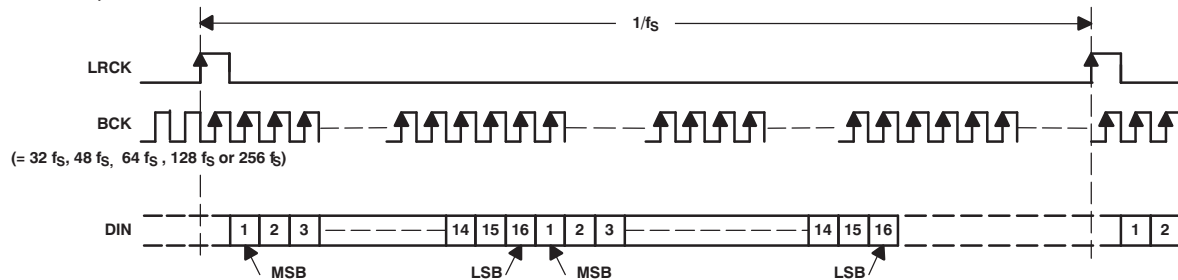 1/fS
LRCK
BCK
(= 32 fS, 48 fS, 64 fS , 128 fS or 256 fS)
DIN 1 2 3 14 15 16 1 2 3 14 15 16 1 2
MSB LSB MSB LSB